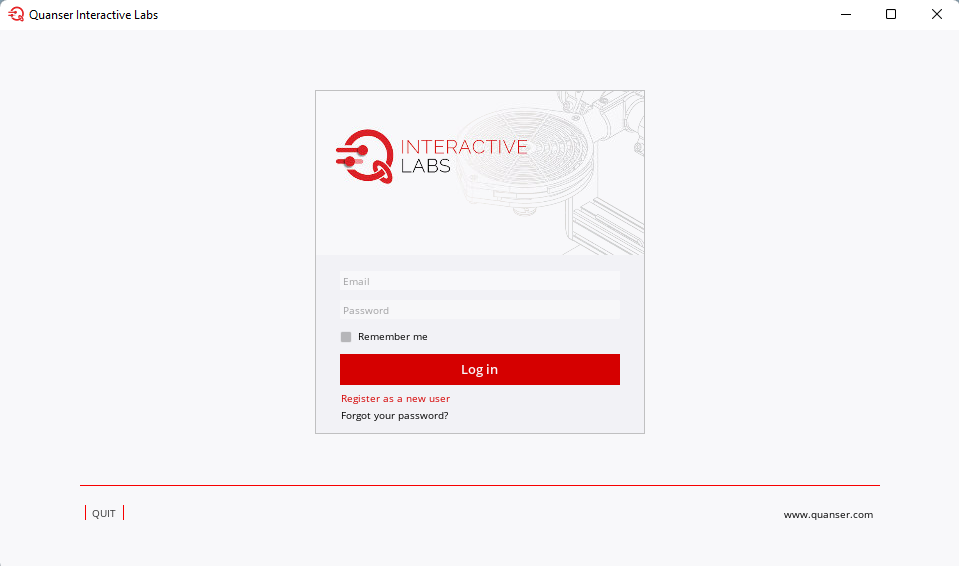 Quanser Interactive Labs
INTERACTIVE
LABS
Email
Password
Remember me
Log in
Register as a new user
Forgot your password?
QUIT
www.quanser.com